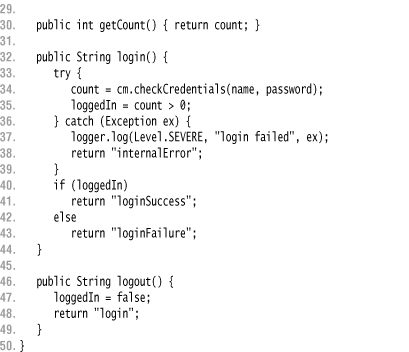 29.
30.    public int getCount() { return count; }
31.
32.    public String login() {
33.       try {
34.          count = cm.checkCredentials(name, password);
35.          loggedIn = count > 0;
36.       } catch (Exception ex) {
37.          logger.log(Level.SEVERE, "login failed", ex);
38.          return "internalError";
39.       }
40.       if (loggedIn)
41.          return "loginSuccess";
42.       else
43.          return "loginFailure";
44.    }
45.
46.    public String logout() {
47.       loggedIn = false;
48.       return "login";
49.    }
50. }